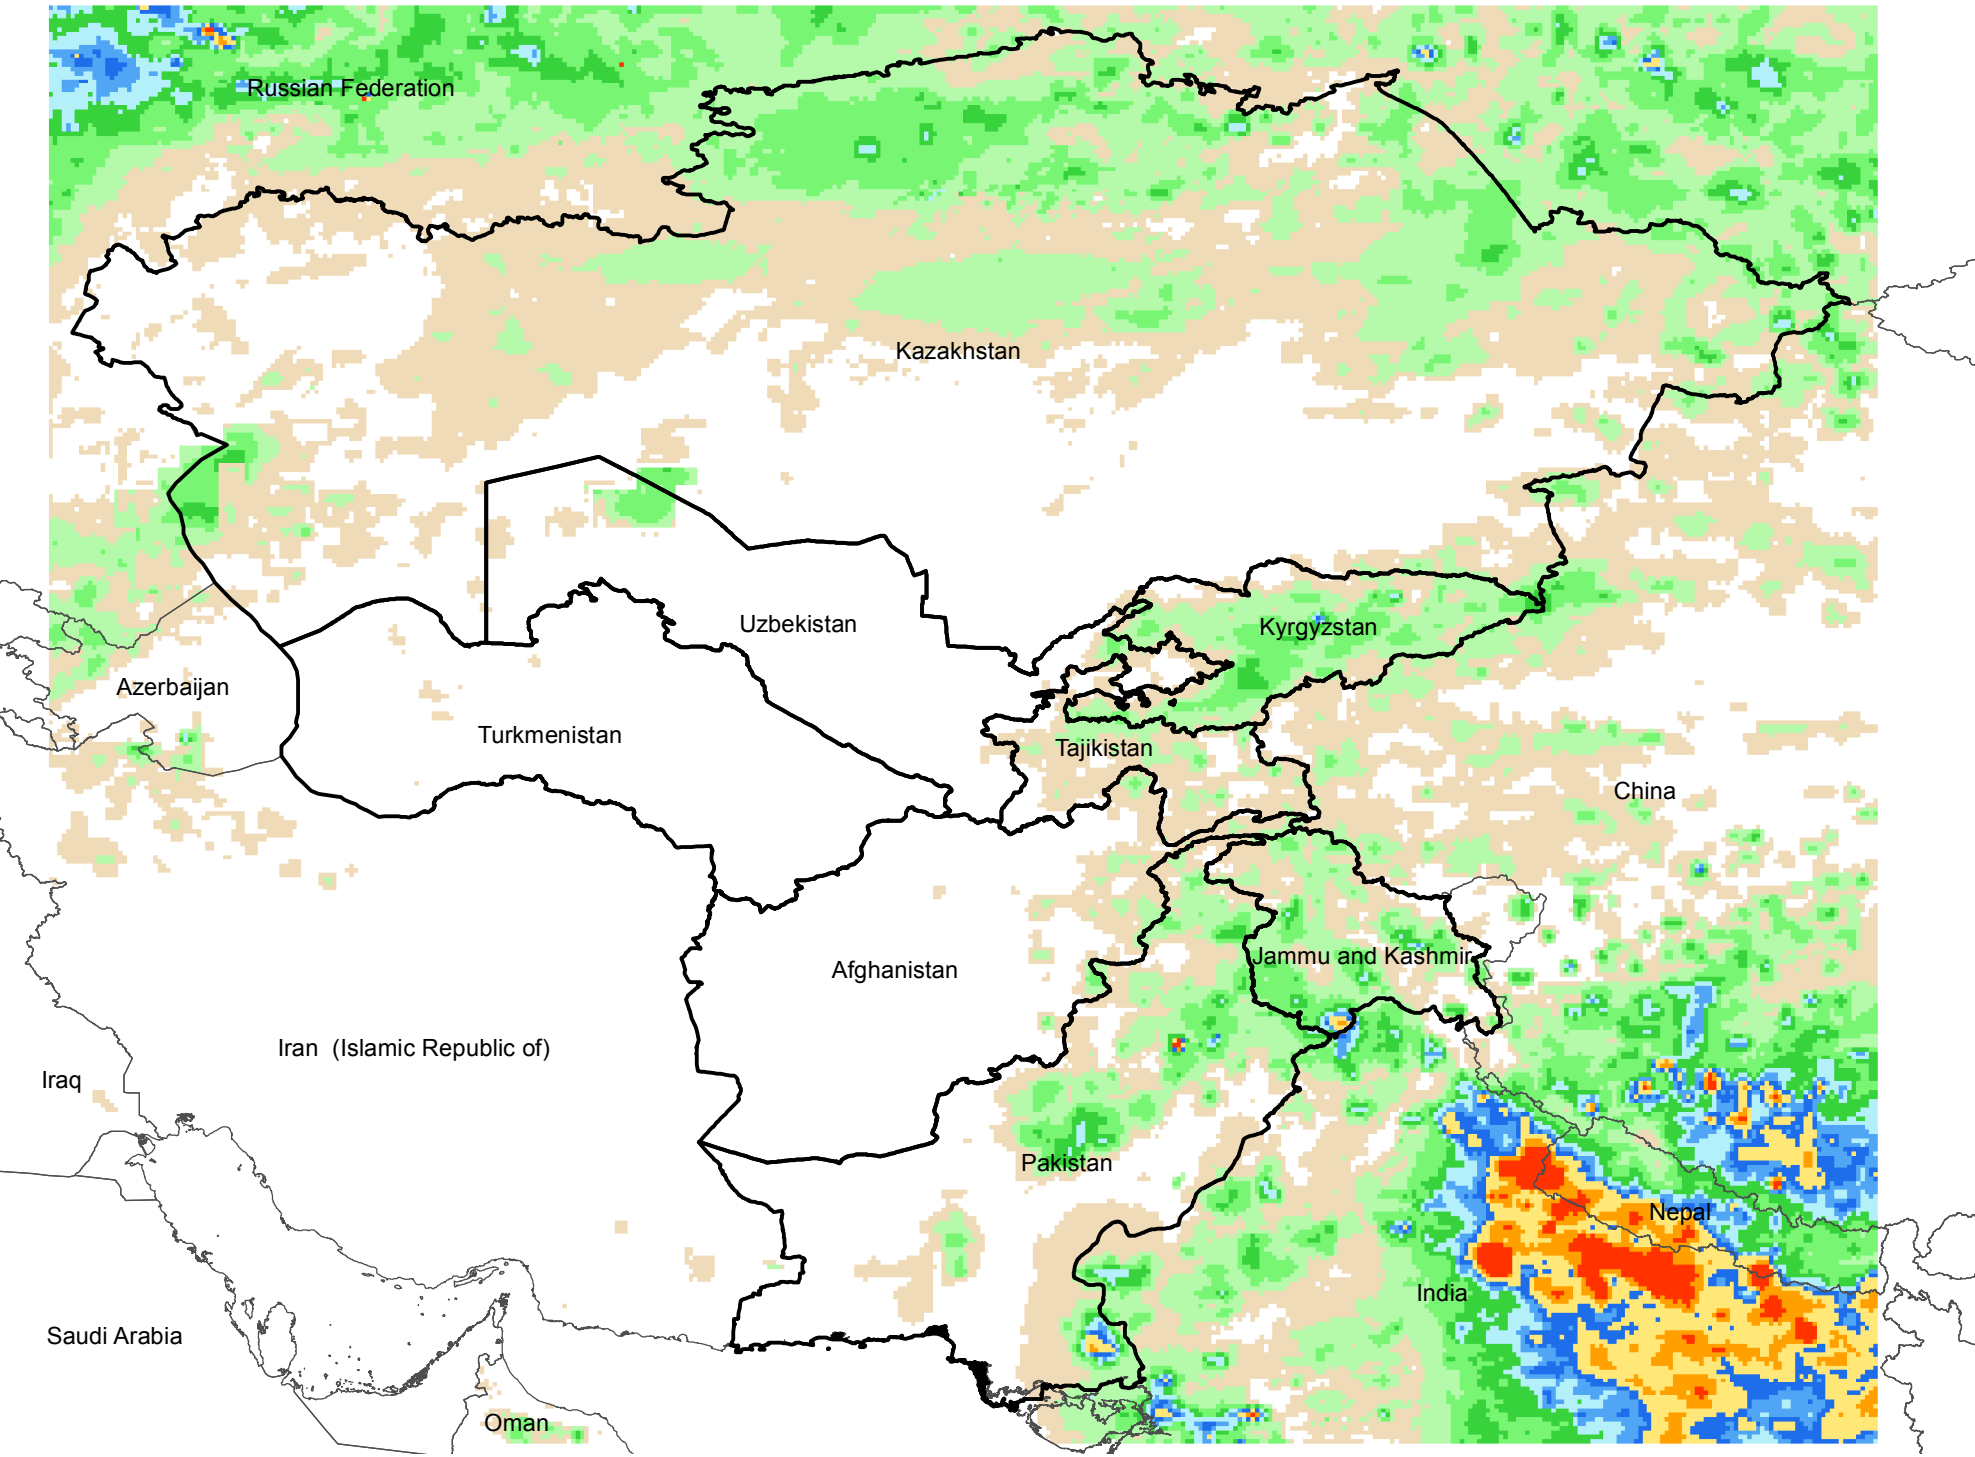 Russian Federation
Kazakhstan
Uzbekistan
Kyrgyzstan
Azerbaijan
Turkmenistan
Tajikistan
China
Jammu and Kashmir
Afghanistan
Iran  (Islamic Republic of)
Iraq
Pakistan
Nepal
India
Saudi Arabia
Oman